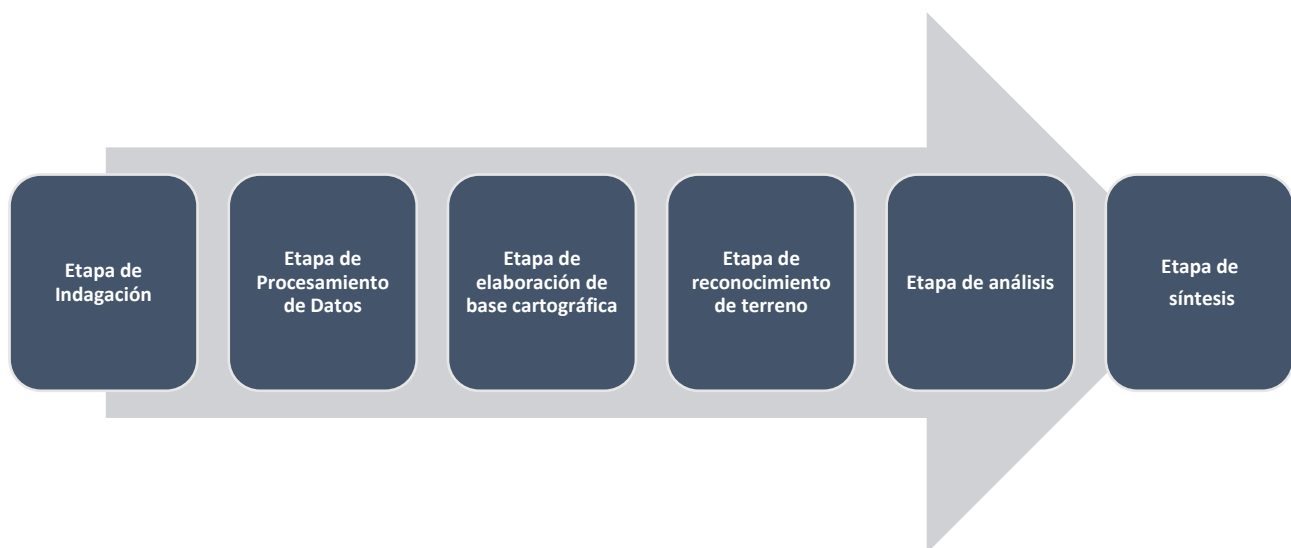 Etapa de
Indagación
Etapa de
Procesamiento
de Datos
Etapa de
elaboración de
base cartográfica
Etapa de
reconocimiento
de terreno
Etapa de análisis
Etapa de
síntesis